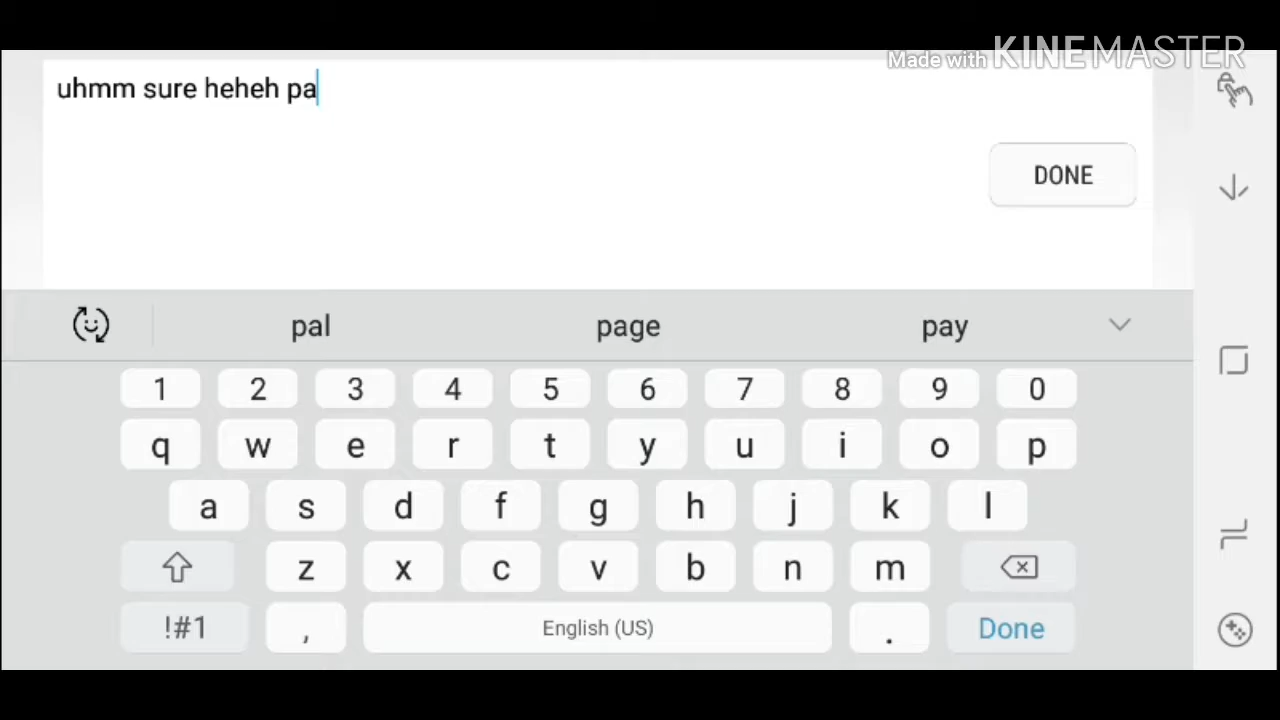 Made with KINEMASTER
uhmm sure heheh pa
DONE
pal page pay
1 2 3 4 5 6 7 8 9 0
q w e r t y u i o p
a s d f g h j k l
z x c v b n m
!#1 , English (US) . Done